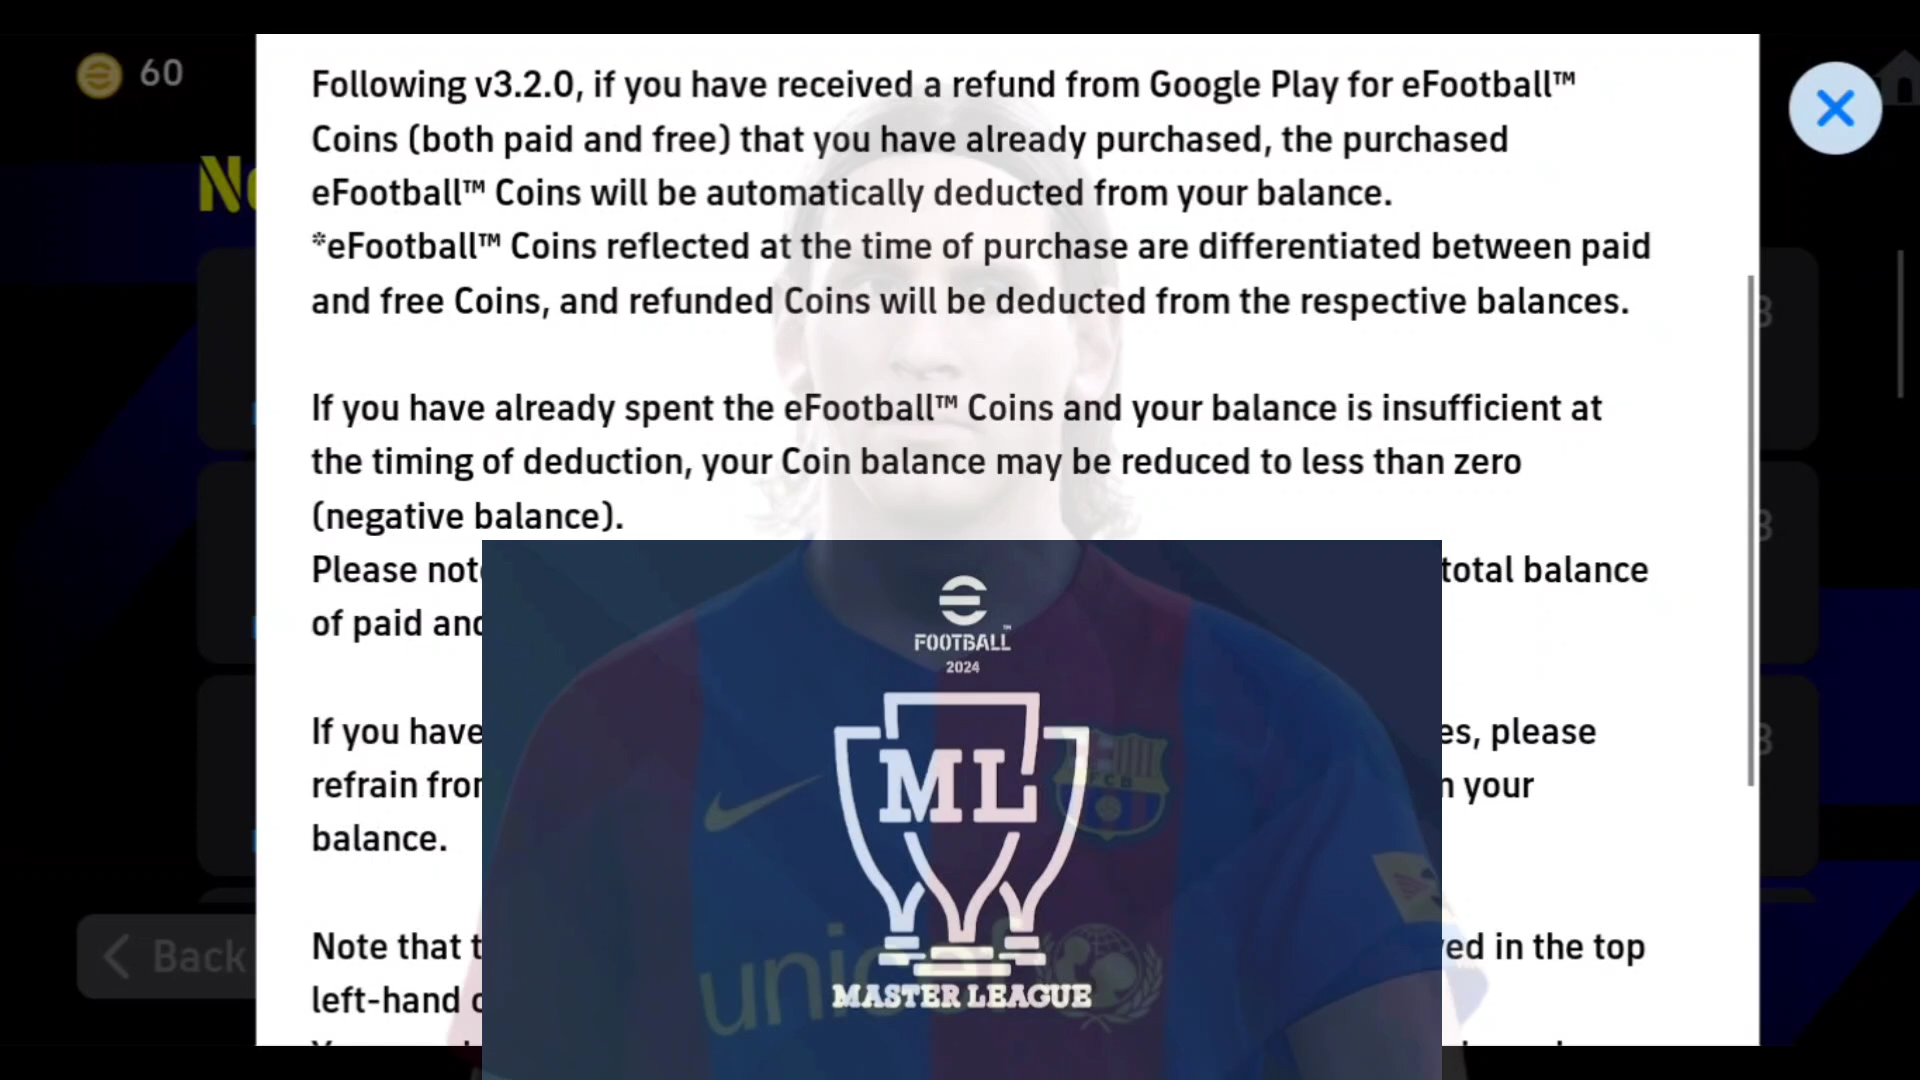 60
Following v3.2.0, if you have received a refund from Google Play for eFootball™
Coins (both paid and free) that you have already purchased, the purchased
eFootball™ Coins will be automatically deducted from your balance.
*eFootball™ Coins reflected at the time of purchase are differentiated between paid
and free Coins, and refunded Coins will be deducted from the respective balances.
If you have already spent the eFootball™ Coins and your balance is insufficient at
the timing of deduction, your Coin balance may be reduced to less than zero
(negative balance).
Please note total balance
of paid and
If you have please
refrain from your
balance.
Note that in the top
left-hand
Back
FOOTBALL™
2024
ML
MASTER LEAGUE
FCB
unicef